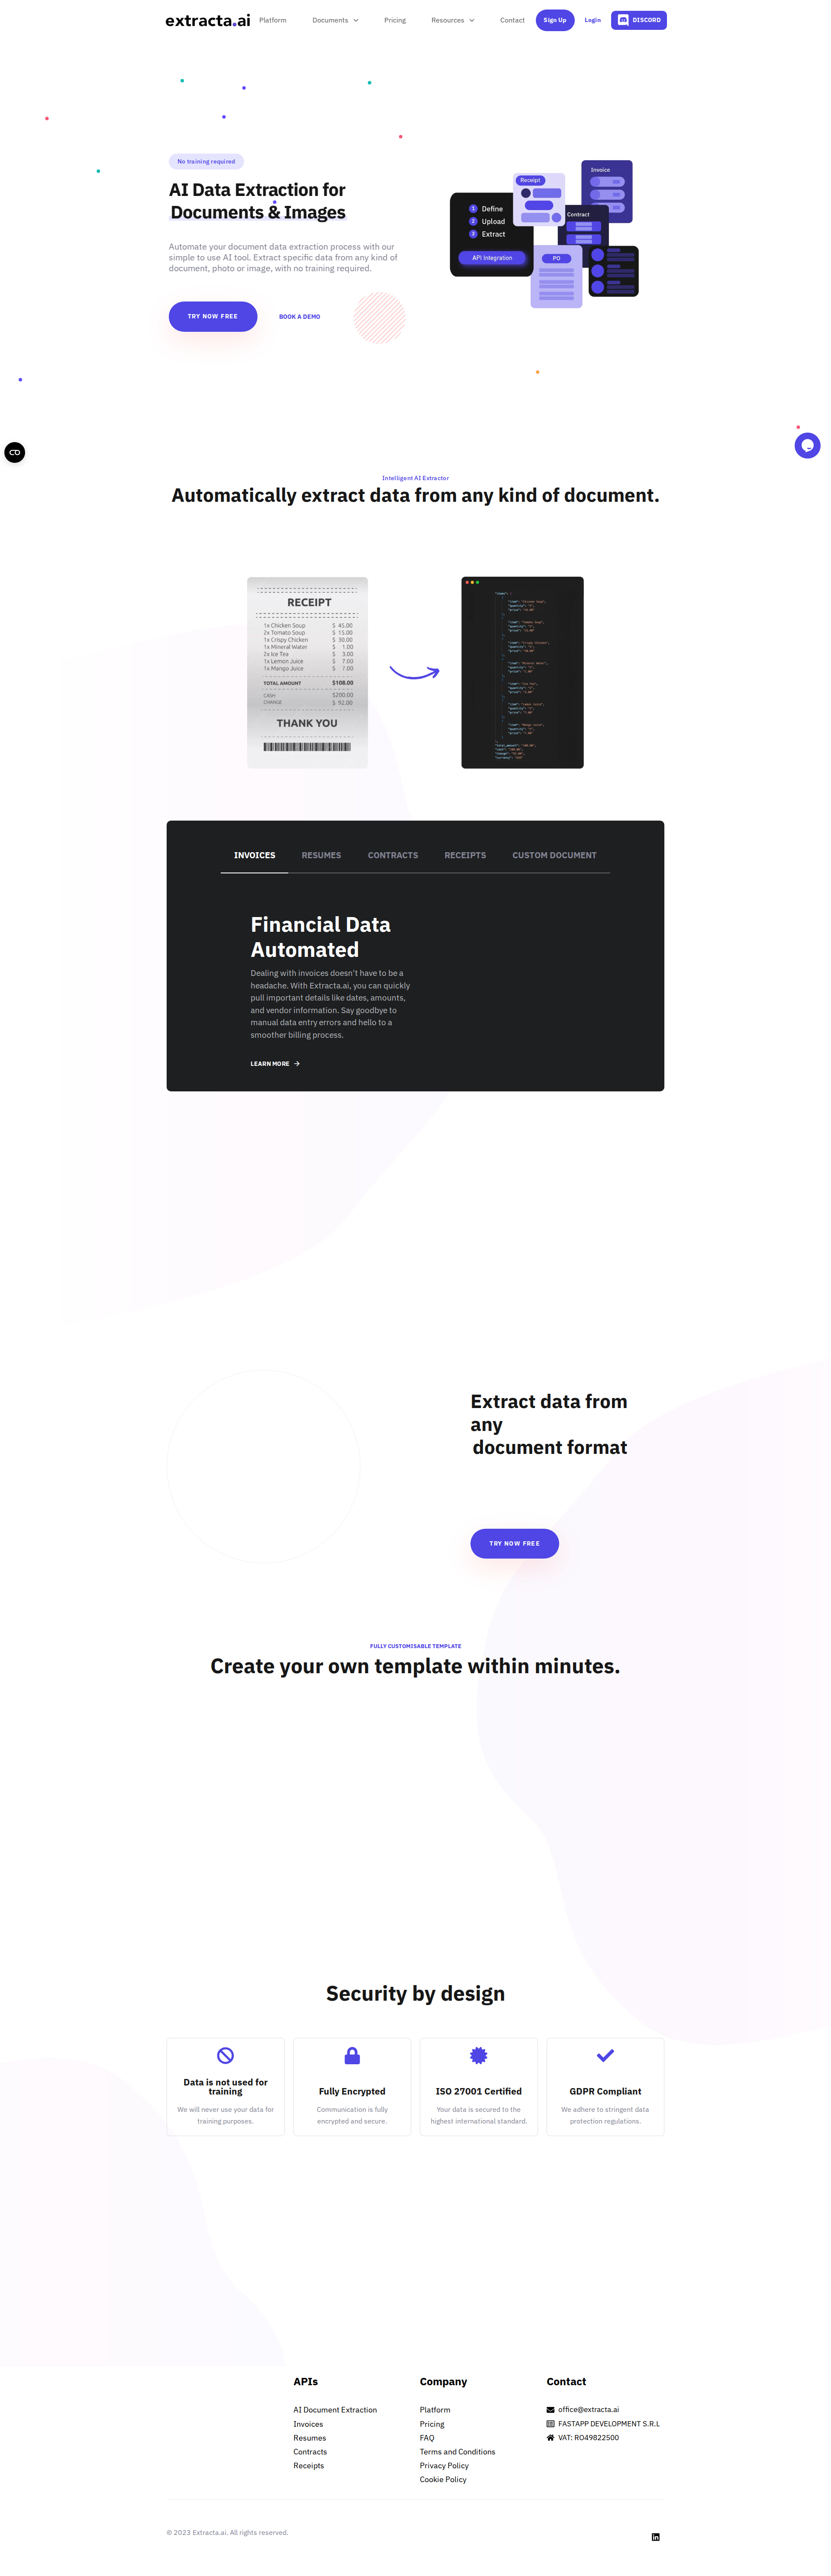 extracta.ai
Platform
Documents
Pricing
Resources
Contact
Sign Up
Login
DISCORD
No training required
AI Data Extraction for
Documents & Images
Automate your document data extraction process with our
simple to use AI tool. Extract specific data from any kind of
document, photo or image, with no training required.
TRY NOW FREE
BOOK A DEMO
1 Define
2 Upload
3 Extract
API Integration
Receipt
Invoice
Contract
PO
Intelligent AI Extractor
Automatically extract data from any kind of document.
RECEIPT
1x Chicken Soup $ 45.00
2x Tomato Soup $ 15.00
1x Crispy Chicken $ 30.00
1x Mineral Water $ 1.00
2x Ice Tea $ 3.00
1x Lemon Juice $ 7.00
1x Mango Juice $ 7.00
TOTAL AMOUNT $108.00
CASH $200.00
CHANGE $ 92.00
THANK YOU
INVOICES
RESUMES
CONTRACTS
RECEIPTS
CUSTOM DOCUMENT
Financial Data
Automated
Dealing with invoices doesn't have to be a
headache. With Extracta.ai, you can quickly
pull important details like dates, amounts,
and vendor information. Say goodbye to
manual data entry errors and hello to a
smoother billing process.
LEARN MORE
Extract data from
any
document format
TRY NOW FREE
FULLY CUSTOMISABLE TEMPLATE
Create your own template within minutes.
Security by design
Data is not used for
training
We will never use your data for
training purposes.
Fully Encrypted
Communication is fully
encrypted and secure.
ISO 27001 Certified
Your data is secured to the
highest international standard.
GDPR Compliant
We adhere to stringent data
protection regulations.
APIs
AI Document Extraction
Invoices
Resumes
Contracts
Receipts
Company
Platform
Pricing
FAQ
Terms and Conditions
Privacy Policy
Cookie Policy
Contact
office@extracta.ai
FASTAPP DEVELOPMENT S.R.L
VAT: RO49822500
© 2023 Extracta.ai. All rights reserved.